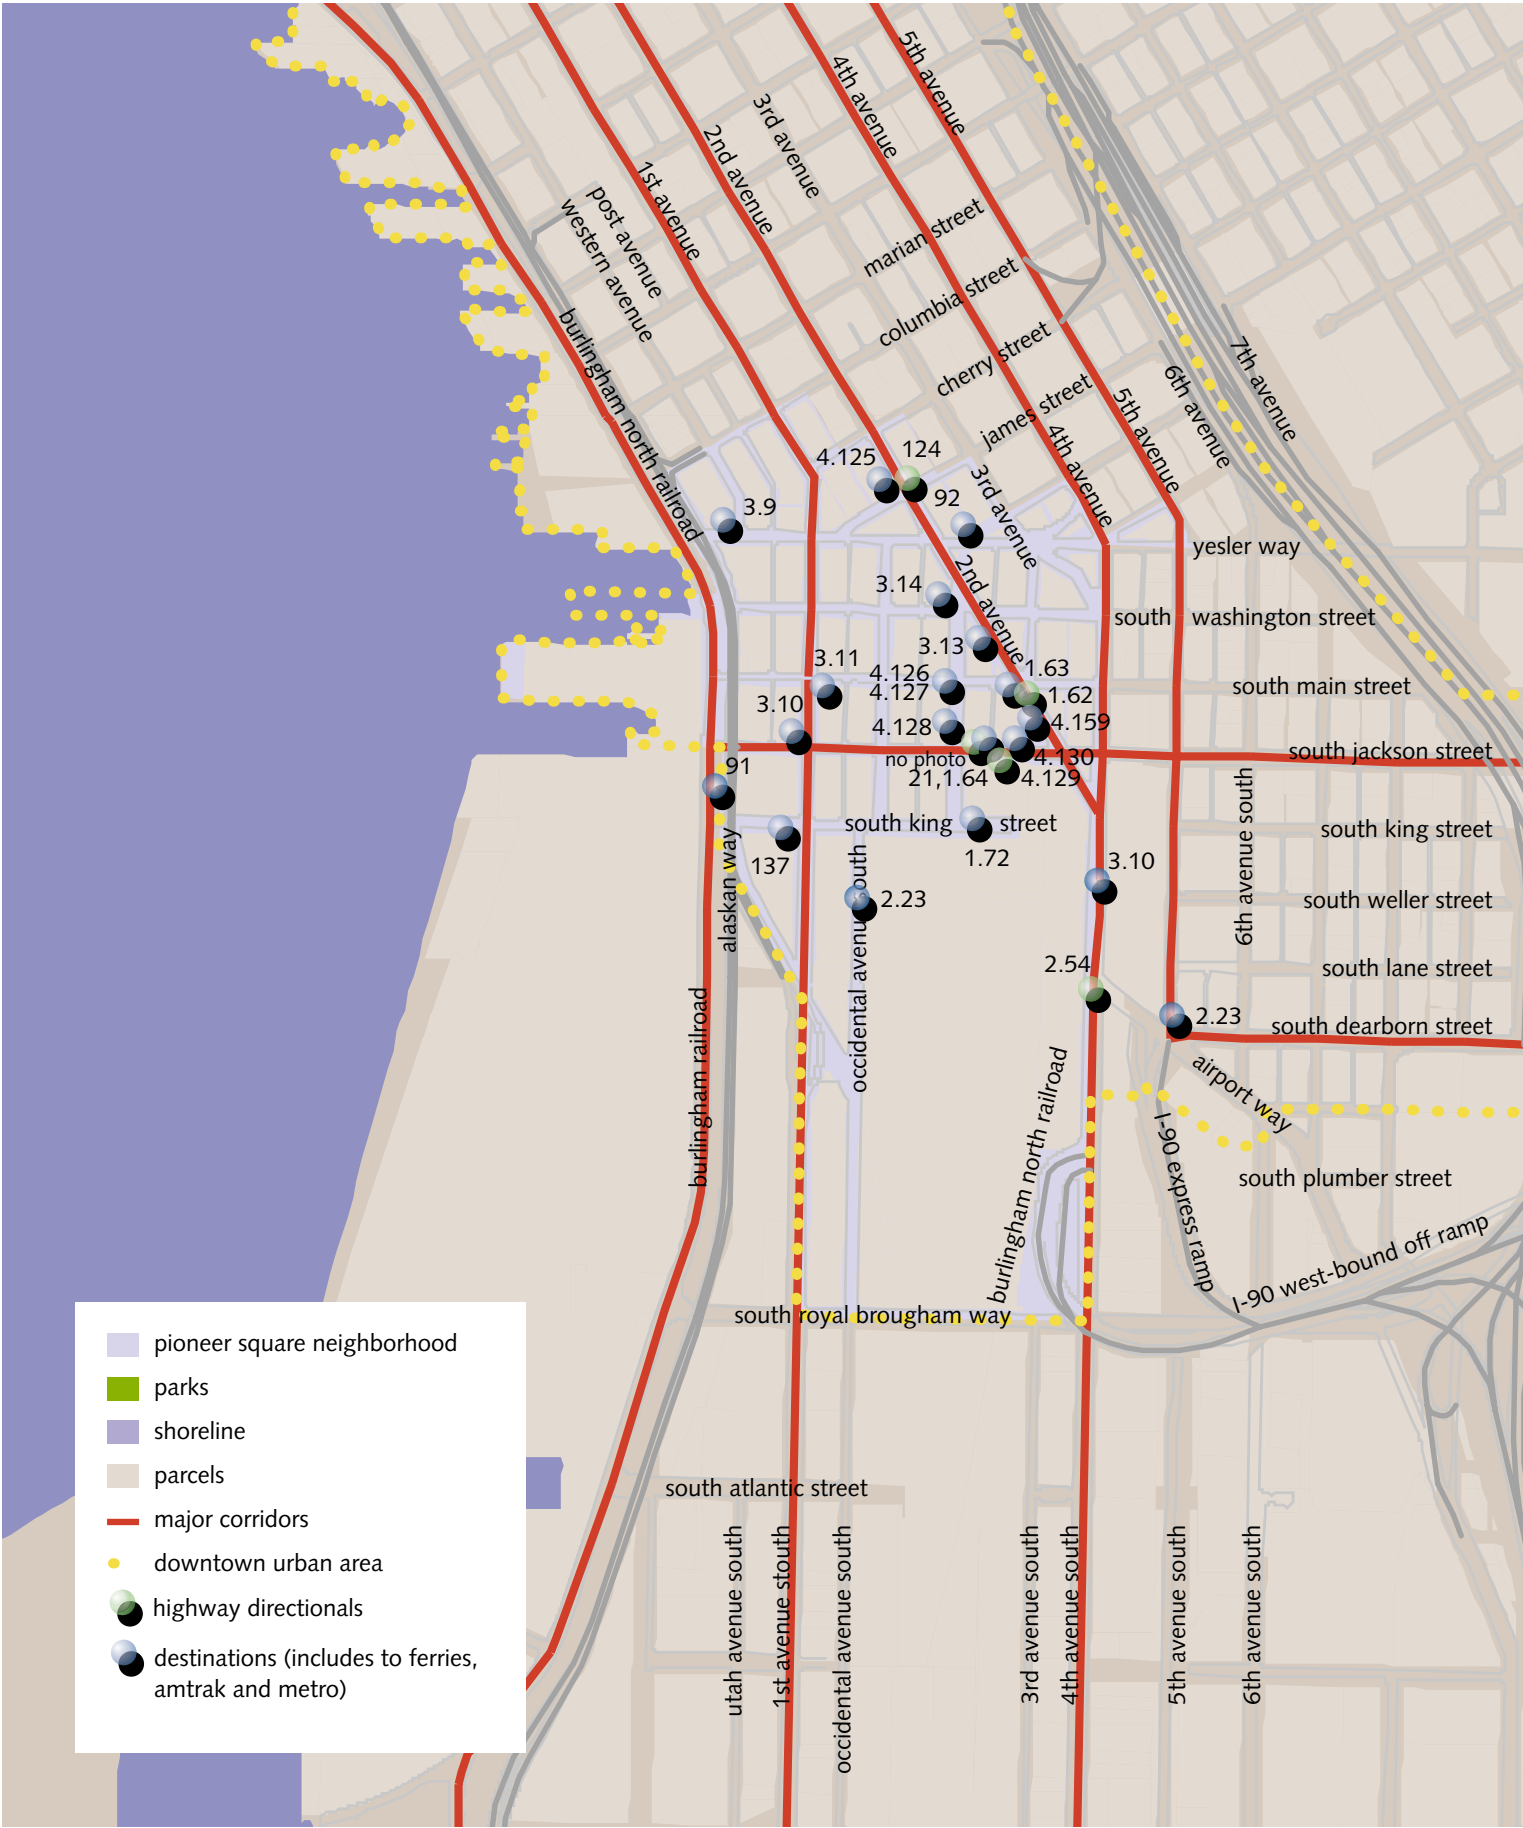 5th avenue
4th avenue
3rd avenue
2nd avenue
1st avenue
post avenue
western avenue
marian street
columbia street
cherry street
james street
burlingham north railroad
7th avenue
6th avenue
5th avenue
4th avenue
3rd avenue
124
4.125
92
3.9
yesler way
2nd avenue
3.14
south washington street
3.13
3.11
1.63
4.126
4.127
1.62
south main street
3.10
4.128
4.159
no photo
4.130
south jackson street
91
21,1.64
4.129
south king street
south king street
137
1.72
3.10
alaskan way
2.23
6th avenue south
south weller street
occidental avenue south
2.54
south lane street
2.23
south dearborn street
burlingham railroad
burlingham north railroad
airport way
I-90 express ramp
south plumber street
I-90 west-bound off ramp
south royal brougham way
pioneer square neighborhood
parks
shoreline
parcels
major corridors
downtown urban area
highway directionals
destinations (includes to ferries,
amtrak and metro)
south atlantic street
utah avenue south
1st avenue stouth
occidental avenue south
3rd avenue south
4th avenue south
5th avenue south
6th avenue south